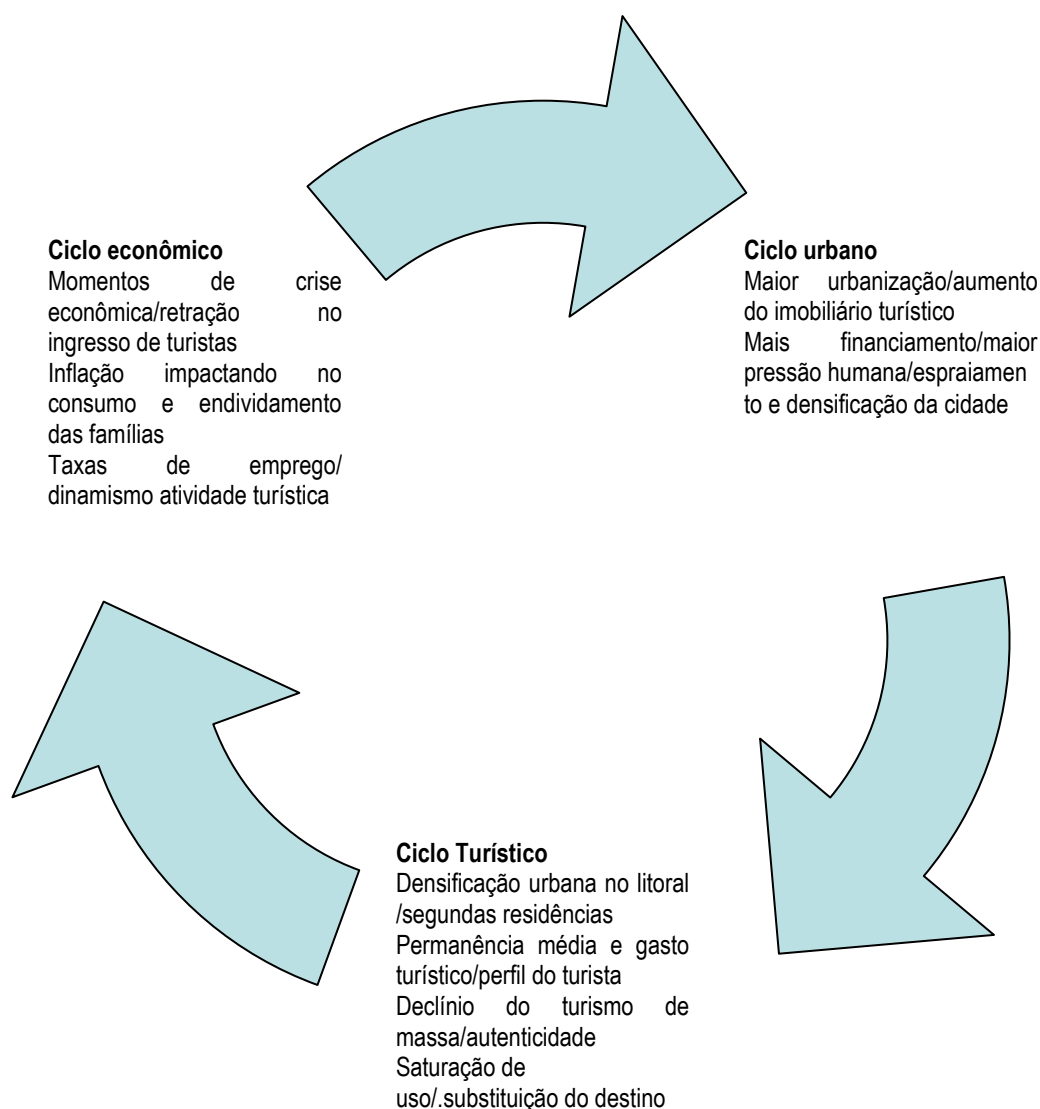 Ciclo econômico
Momentos de crise
econômica/retração no
ingresso de turistas
Inflação impactando no
consumo e endividamento
das famílias
Taxas de emprego/
dinamismo atividade turística
Ciclo urbano
Maior urbanização/aumento
do imobiliário turístico
Mais financiamento/maior
pressão humana/espraiamen
to e densificação da cidade
Ciclo Turístico
Densificação urbana no litoral
/segundas residências
Permanência média e gasto
turístico/perfil do turista
Declínio do turismo de
massa/autenticidade
Saturação de
uso/.substituição do destino